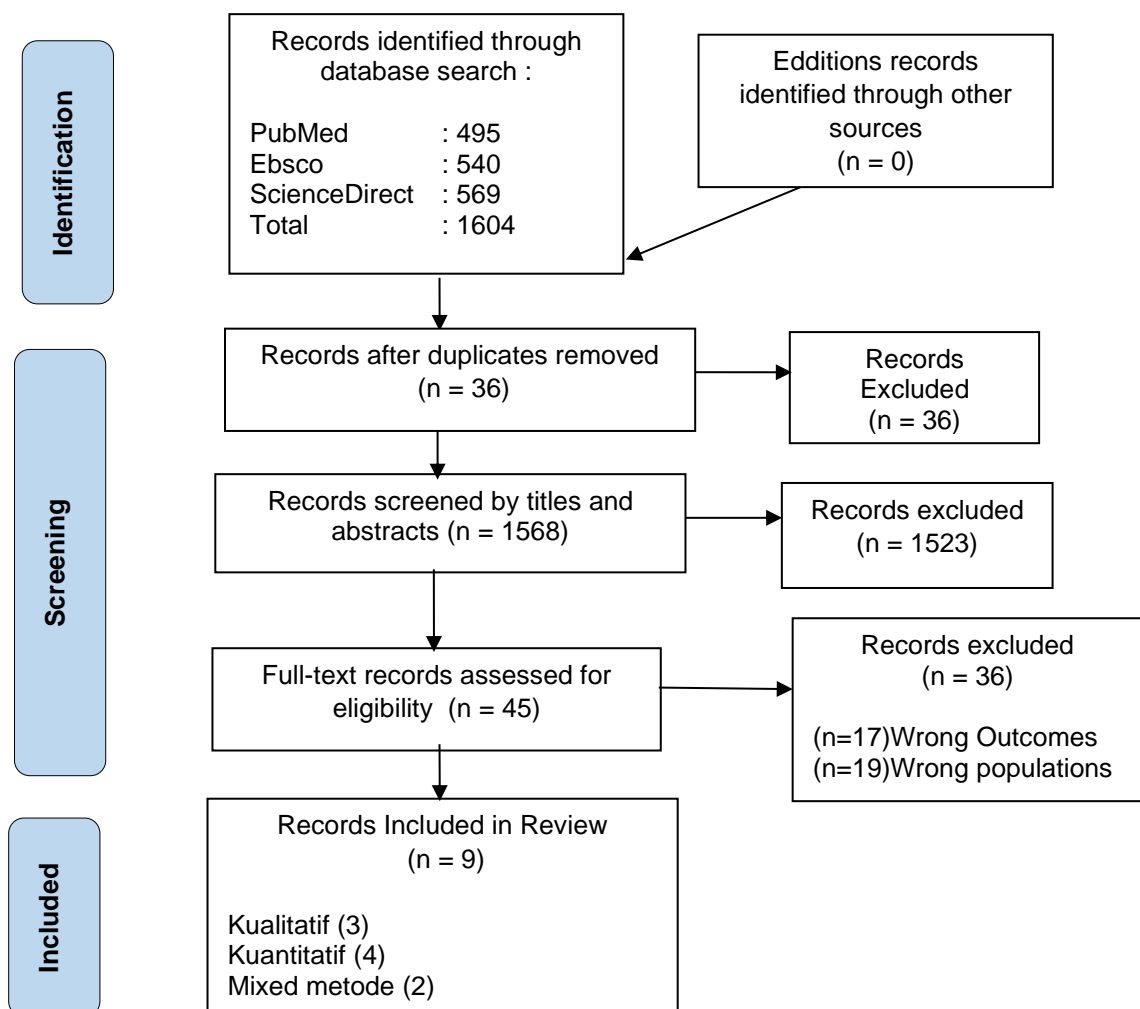 Identification
Records identified through
database search :
PubMed : 495
Ebsco : 540
ScienceDirect : 569
Total : 1604
Edditions records
identified through other
sources
(n = 0)
Screening
Records after duplicates removed
(n = 36)
Records
Excluded
(n = 36)
Records screened by titles and
abstracts (n = 1568)
Records excluded
(n = 1523)
Full-text records assessed for
eligibility (n = 45)
Records excluded
(n = 36)
(n=17)Wrong Outcomes
(n=19)Wrong populations
Included
Records Included in Review
(n = 9)
Kualitatif (3)
Kuantitatif (4)
Mixed metode (2)